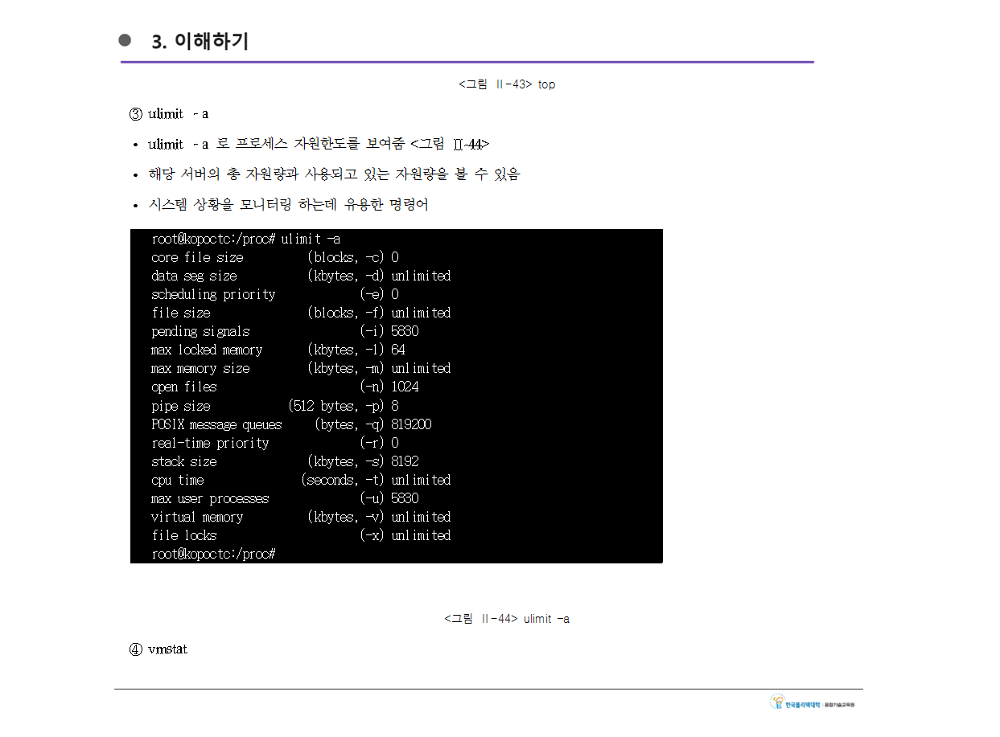 ● 3. 이해하기
<그림 Ⅱ-43> top
③ ulimit -a
• ulimit -a 로 프로세스 자원한도를 보여줌 <그림 Ⅱ-44>
• 해당 서버의 총 자원량과 사용되고 있는 자원량을 볼 수 있음
• 시스템 상황을 모니터링 하는데 유용한 명령어
root@kopoctc:/proc# ulimit -a
core file size (blocks, -c) 0
data seg size (kbytes, -d) unlimited
scheduling priority (-e) 0
file size (blocks, -f) unlimited
pending signals (-i) 5830
max locked memory (kbytes, -l) 64
max memory size (kbytes, -m) unlimited
open files (-n) 1024
pipe size (512 bytes, -p) 8
POSIX message queues (bytes, -q) 819200
real-time priority (-r) 0
stack size (kbytes, -s) 8192
cpu time (seconds, -t) unlimited
max user processes (-u) 5830
virtual memory (kbytes, -v) unlimited
file locks (-x) unlimited
root@kopoctc:/proc#
<그림 Ⅱ-44> ulimit -a
④ vmstat
한국폴리텍대학 | 융합기술교육원